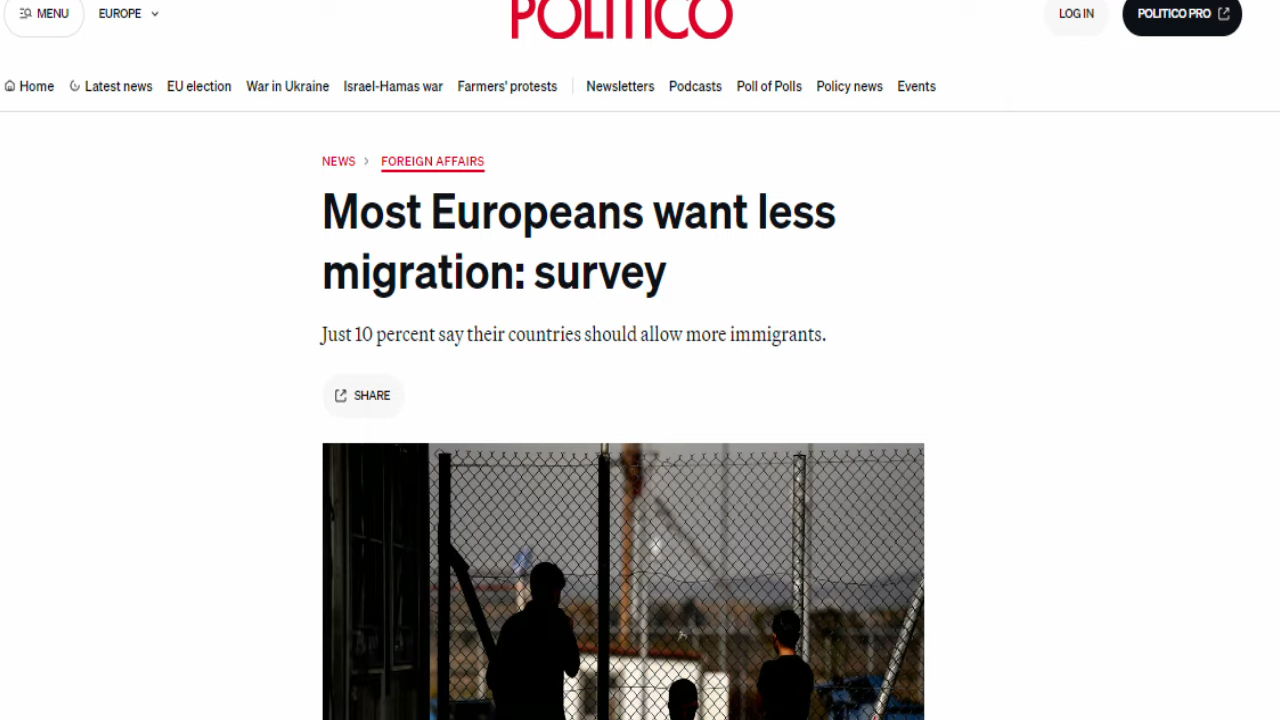 MENU
EUROPE
POLITICO
LOG IN
POLITICO PRO
Home Latest news EU election War in Ukraine Israel-Hamas war Farmers' protests Newsletters Podcasts Poll of Polls Policy news Events
NEWS > FOREIGN AFFAIRS
Most Europeans want less
migration: survey
Just 10 percent say their countries should allow more immigrants.
SHARE